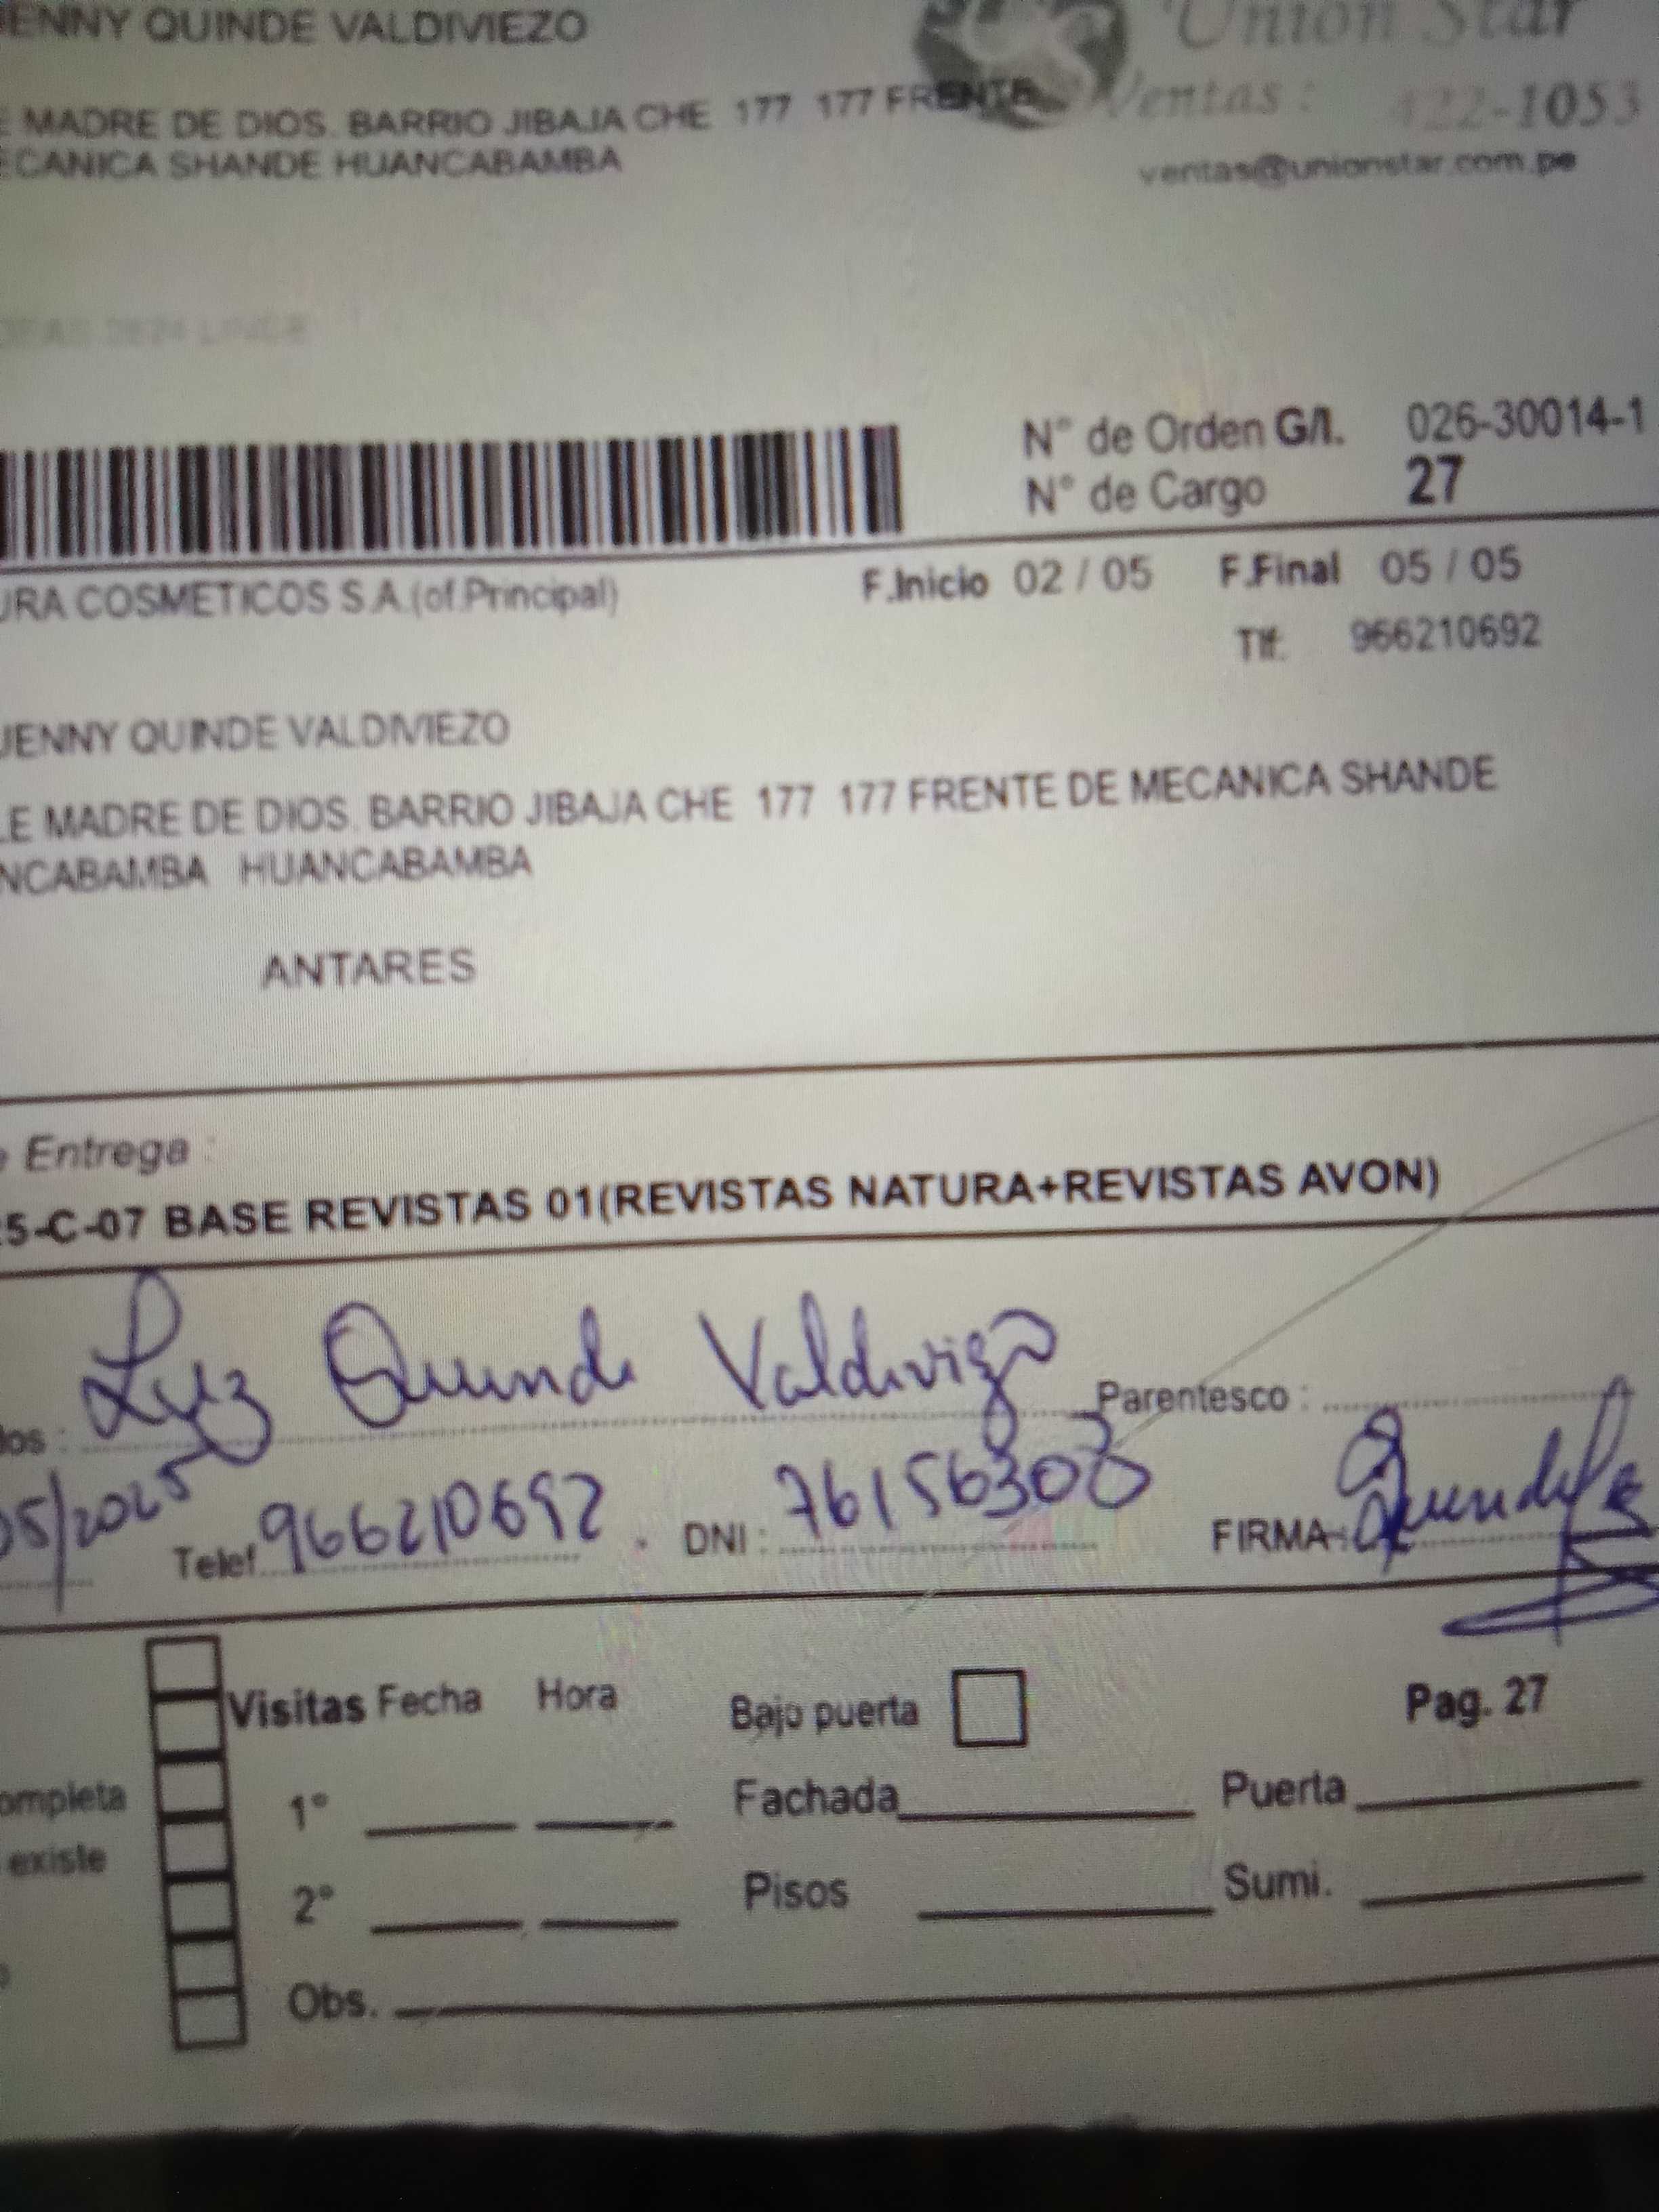 ENNY QUINDE VALDIVIEZO
Union Star
E MADRE DE DIOS. BARRIO JIBAJA CHE 177 177 FRENTE
Ventas : 422-1053
ECANICA SHANDE HUANCABAMBA
ventas@unionstar.com.pe
N° de Orden G/I. 026-30014-1
N° de Cargo 27
URA COSMETICOS S.A.(of.Principal)
F.Inicio 02 / 05 F.Final 05 / 05
Tlf. 966210692
JENNY QUINDE VALDIVIEZO
LE MADRE DE DIOS. BARRIO JIBAJA CHE 177 177 FRENTE DE MECANICA SHANDE
NCABAMBA HUANCABAMBA
ANTARES
e Entrega :
25-C-07 BASE REVISTAS 01(REVISTAS NATURA+REVISTAS AVON)
dos : Luz Quinde Valdiviezo Parentesco :
05/2025 Telef. 966210692 . DNI : 76156308 FIRMA :
Visitas Fecha Hora Bajo puerta Pag. 27
ompleta 1° Fachada Puerta
existe 2° Pisos Sumi.
Obs.